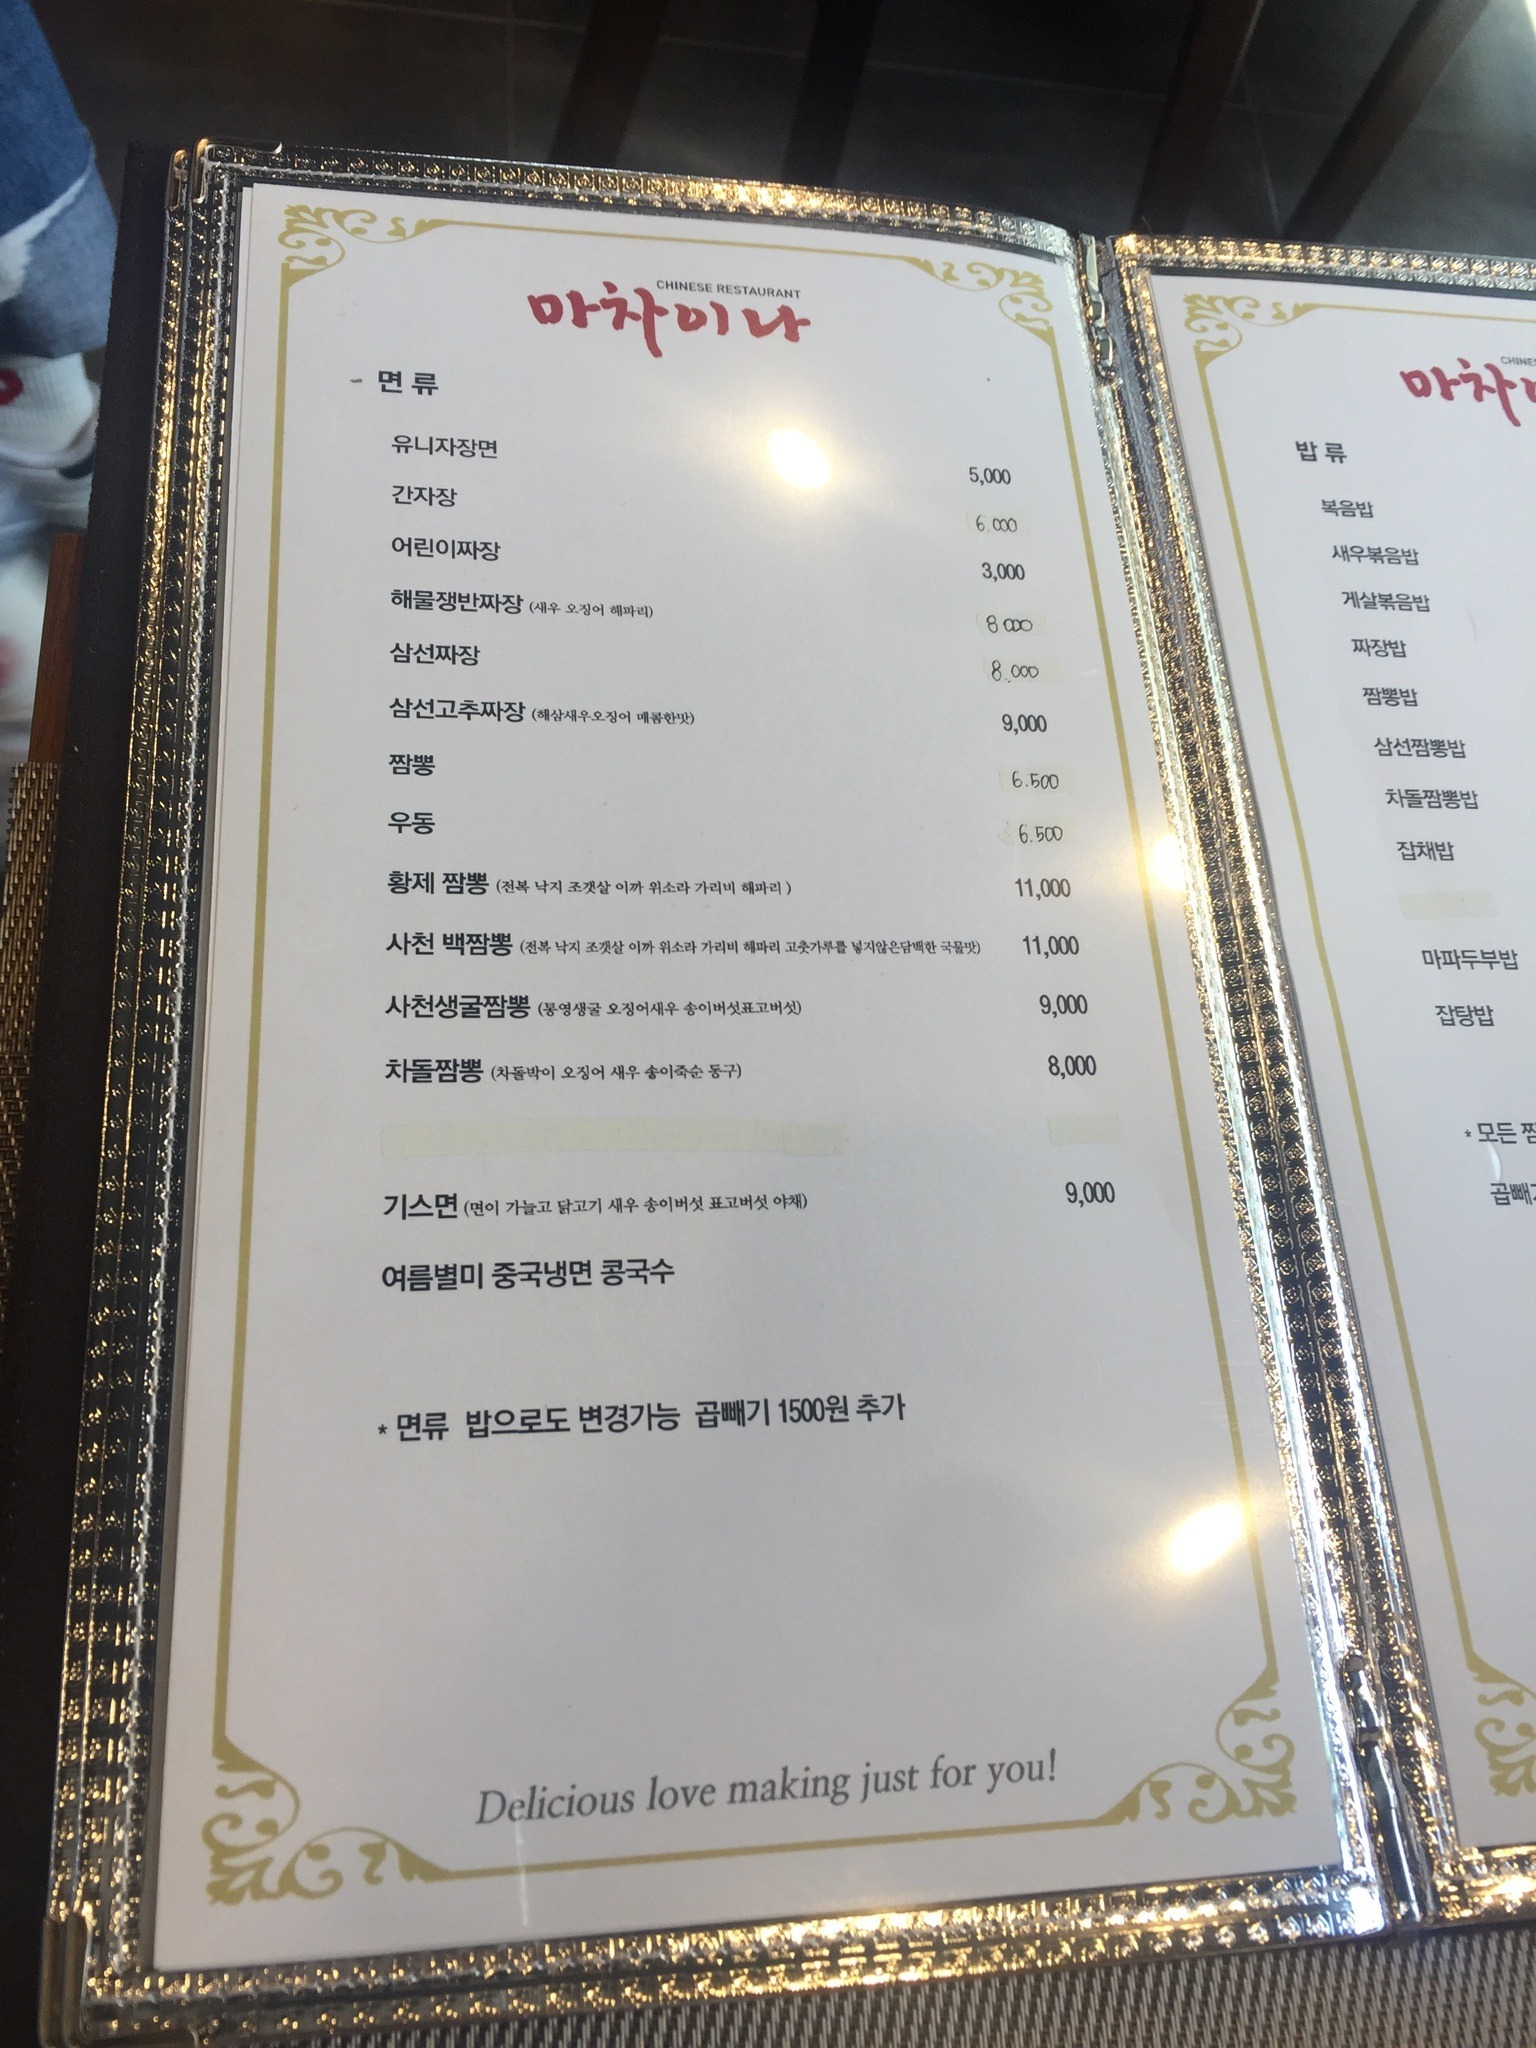 CHINESE RESTAURANT
마차이나
- 면 류
유니자장면 5,000
간자장 6.000
어린이짜장 3,000
해물쟁반짜장 (새우 오징어 해파리) 8 000
삼선짜장 8.000
삼선고추짜장 (해삼새우오징어 매콤한맛) 9,000
짬뽕 6.500
우동 6.500
황제 짬뽕 (전복 낙지 조갯살 이까 위소라 가리비 해파리 ) 11,000
사천 백짬뽕 (전복 낙지 조갯살 이까 위소라 가리비 해파리 고춧가루를 넣지않은담백한 국물맛) 11,000
사천생굴짬뽕 (통영생굴 오징어새우 송이버섯표고버섯) 9,000
차돌짬뽕 (차돌박이 오징어 새우 송이죽순 동구) 8,000
기스면 (면이 가늘고 닭고기 새우 송이버섯 표고버섯 야채) 9,000
여름별미 중국냉면 콩국수
* 면류 밥으로도 변경가능 곱빼기 1500원 추가
Delicious love making just for you!
마차
밥 류
복음밥
새우볶음밥
게살볶음밥
짜장밥
짬뽕밥
삼선짬뽕밥
차돌짬뽕밥
잡채밥
마파두부밥
잡탕밥
* 모든